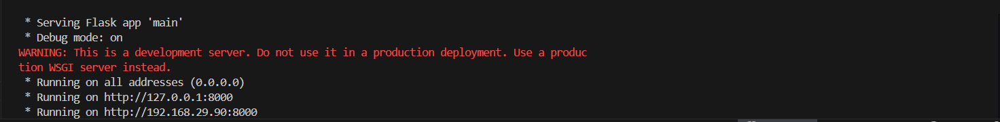 * Serving Flask app 'main'
* Debug mode: on
WARNING: This is a development server. Do not use it in a production deployment. Use a produc
tion WSGI server instead.
* Running on all addresses (0.0.0.0)
* Running on http://127.0.0.1:8000
* Running on http://192.168.29.90:8000